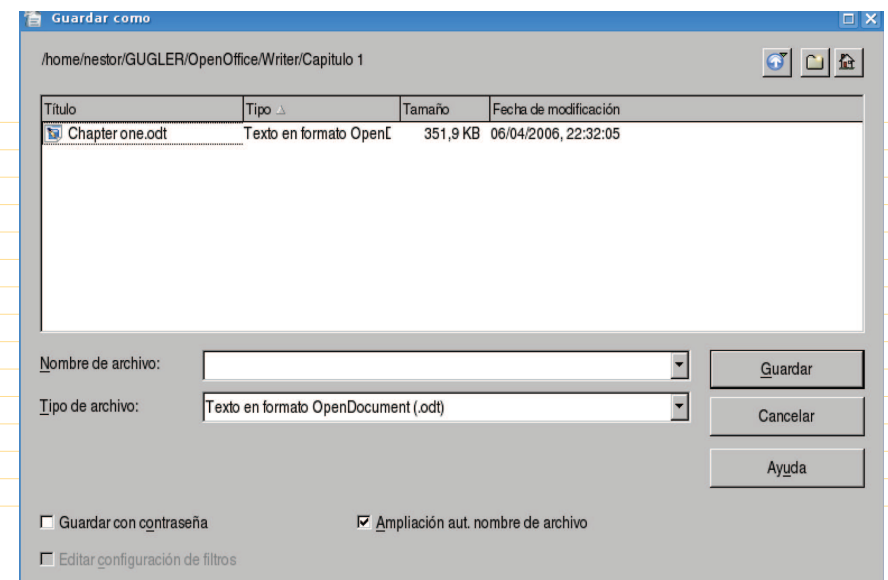 Guardar como
/home/nestor/GUGLER/OpenOffice/Writer/Capitulo 1
Título Tipo Tamaño Fecha de modificación
Chapter one.odt Texto en formato OpenD 351,9 KB 06/04/2006, 22:32:05
Nombre de archivo: Guardar
Tipo de archivo: Texto en formato OpenDocument (.odt) Cancelar
Ayuda
Guardar con contraseña Ampliación aut. nombre de archivo
Editar configuración de filtros